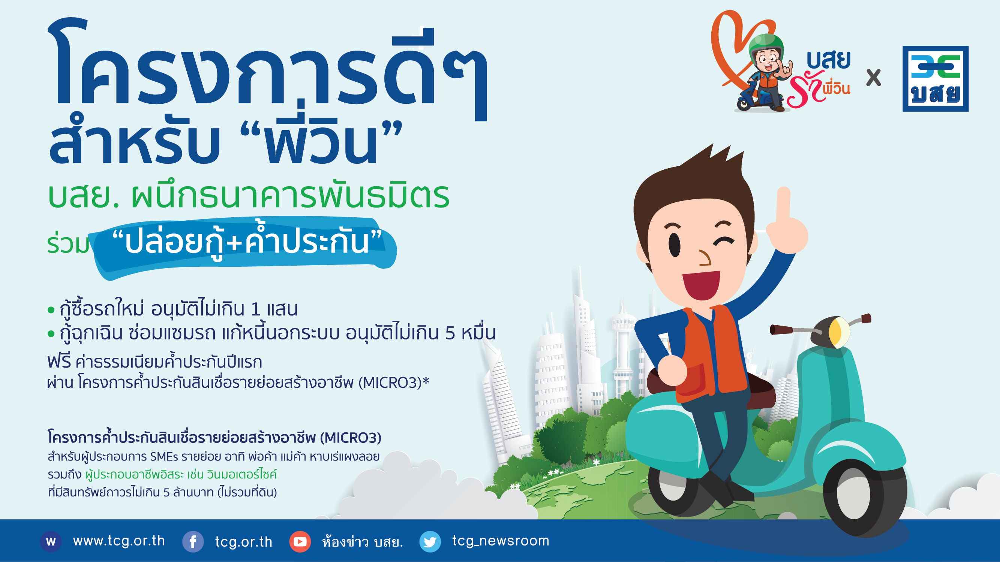 โครงการดีๆ
สำหรับ “พี่วิน”
บสย. ผนึกธนาคารพันธมิตร
ร่วม “ปล่อยกู้+ค้ำประกัน”
• กู้ซื้อรถใหม่ อนุมัติไม่เกิน 1 แสน
• กู้ฉุกเฉิน ซ่อมแซมรถ แก้หนี้นอกระบบ อนุมัติไม่เกิน 5 หมื่น
ฟรี ค่าธรรมเนียมค้ำประกันปีแรก
ผ่าน โครงการค้ำประกันสินเชื่อรายย่อยสร้างอาชีพ (MICRO3)*
โครงการค้ำประกันสินเชื่อรายย่อยสร้างอาชีพ (MICRO3)
สำหรับผู้ประกอบการ SMEs รายย่อย อาทิ พ่อค้า แม่ค้า หาบเร่แผงลอย
รวมถึง ผู้ประกอบอาชีพอิสระ เช่น วินมอเตอร์ไซค์
ที่มีสินทรัพย์ถาวรไม่เกิน 5 ล้านบาท (ไม่รวมที่ดิน)
บสย
รักพี่วิน
X
บสย
w www.tcg.or.th f tcg.or.th ห้องข่าว บสย. tcg_newsroom